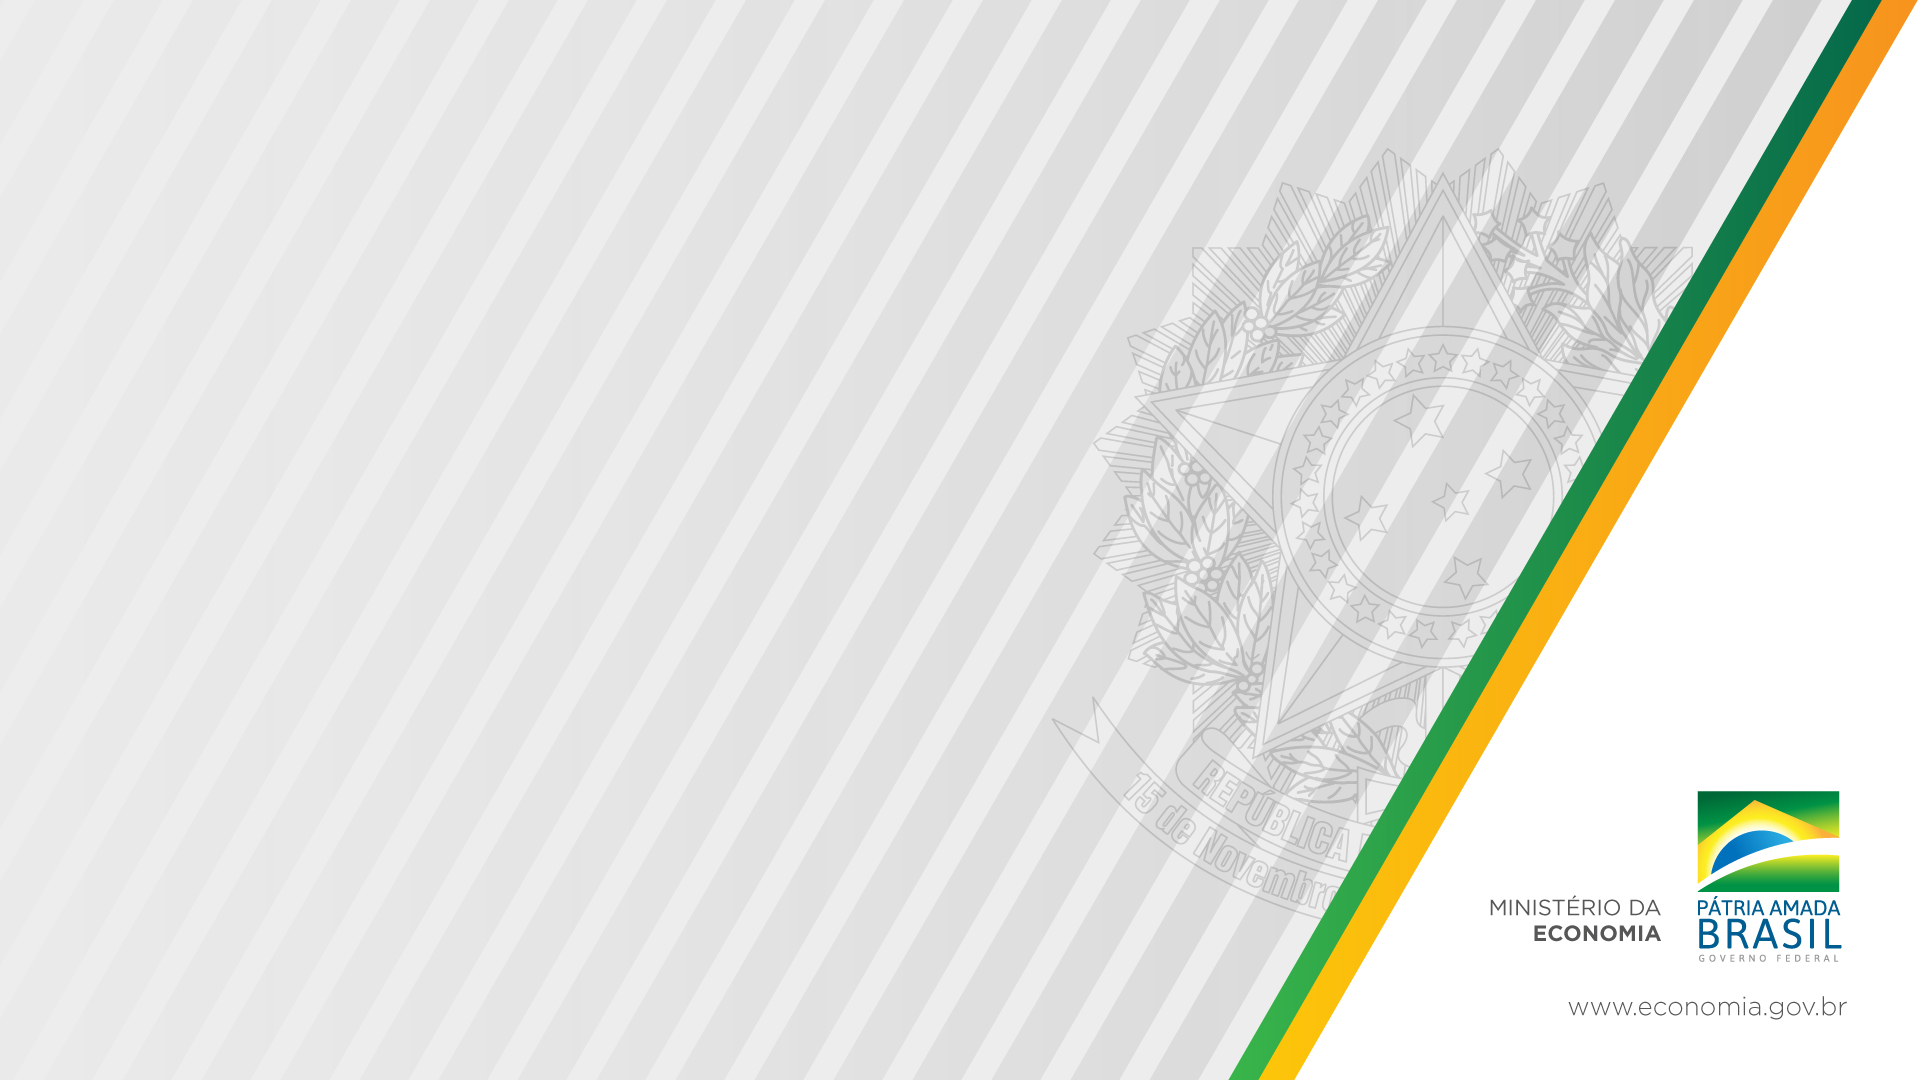 REPÚBLICA
15 de Novembro
MINISTÉRIO DA
ECONOMIA
PÁTRIA AMADA
BRASIL
GOVERNO FEDERAL
www.economia.gov.br